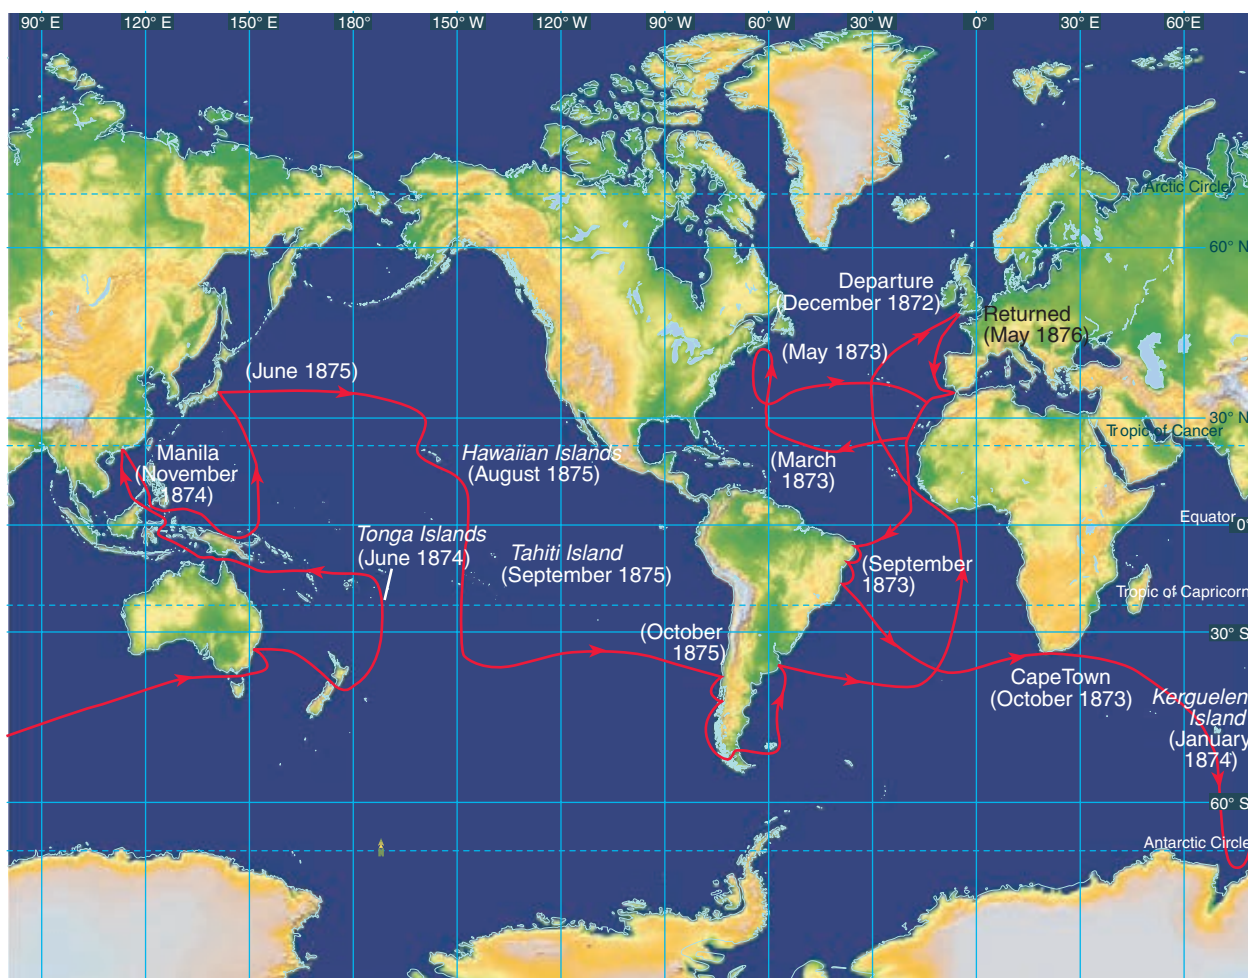 90° E 120° E 150° E 180° 150° W 120° W 90° W 60° W 30° W 0° 30° E 60° E
Arctic Circle
60° N
Departure
(December 1872)
Returned
(May 1876)
(May 1873)
(June 1875)
30° N
Tropic of Cancer
Manila
(November
1874)
Hawaiian Islands
(August 1875)
(March
1873)
Equator 0°
Tonga Islands
(June 1874)
Tahiti Island
(September 1875)
(September
1873)
Tropic of Capricorn
30° S
(October
1875)
CapeTown
(October 1873)
Kerguelen
Island
(January
1874)
60° S
Antarctic Circle